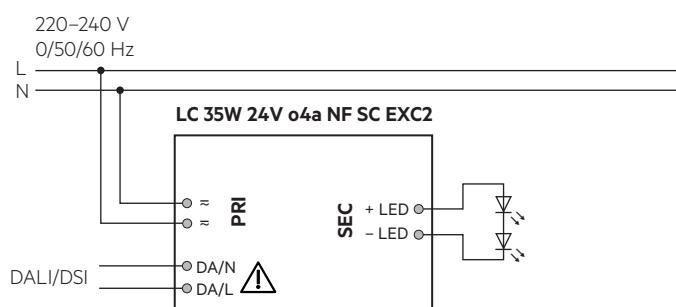 220–240 V
0/50/60 Hz
L
N
LC 35W 24V o4a NF SC EXC2
≂
≂
PRI
SEC
+ LED
– LED
DALI/DSI
DA/N
DA/L